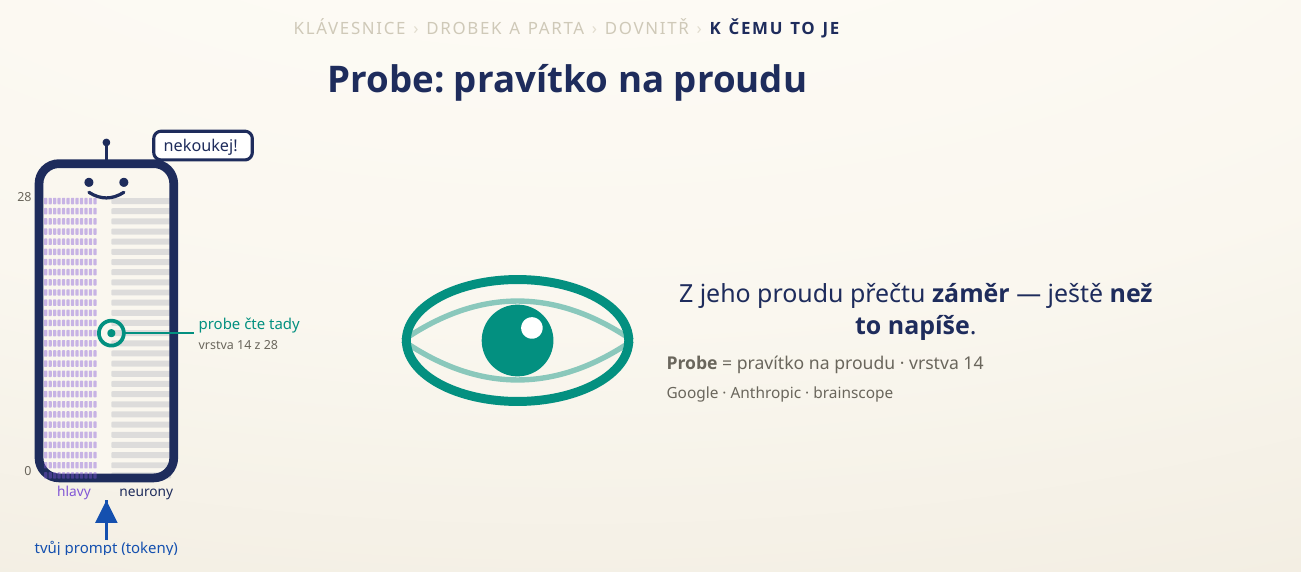 KLÁVESNICE › DROBEK A PARTA › DOVNITŘ › K ČEMU TO JE
Probe: pravítko na proudu
nekoukej!
28
probe čte tady
vrstva 14 z 28
0
hlavy neurony
tvůj prompt (tokeny)
Z jeho proudu přečtu záměr — ještě než
to napíše.
Probe = pravítko na proudu · vrstva 14
Google · Anthropic · brainscope